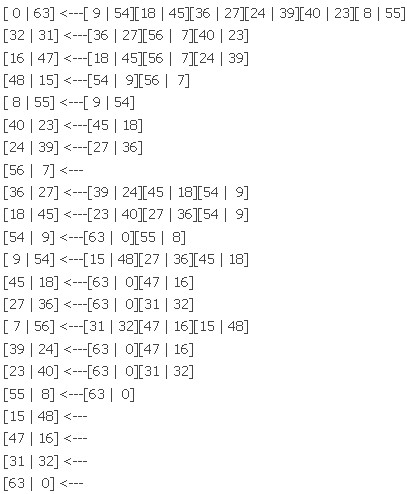 [ 0 | 63] <---[ 9 | 54][18 | 45][36 | 27][24 | 39][40 | 23][ 8 | 55]
[32 | 31] <---[36 | 27][56 |  7][40 | 23]
[16 | 47] <---[18 | 45][56 |  7][24 | 39]
[48 | 15] <---[54 |  9][56 |  7]
[ 8 | 55] <---[ 9 | 54]
[40 | 23] <---[45 | 18]
[24 | 39] <---[27 | 36]
[56 |  7] <---
[36 | 27] <---[39 | 24][45 | 18][54 |  9]
[18 | 45] <---[23 | 40][27 | 36][54 |  9]
[54 |  9] <---[63 |  0][55 |  8]
[ 9 | 54] <---[15 | 48][27 | 36][45 | 18]
[45 | 18] <---[63 |  0][47 | 16]
[27 | 36] <---[63 |  0][31 | 32]
[ 7 | 56] <---[31 | 32][47 | 16][15 | 48]
[39 | 24] <---[63 |  0][47 | 16]
[23 | 40] <---[63 |  0][31 | 32]
[55 |  8] <---[63 |  0]
[15 | 48] <---
[47 | 16] <---
[31 | 32] <---
[63 |  0] <---